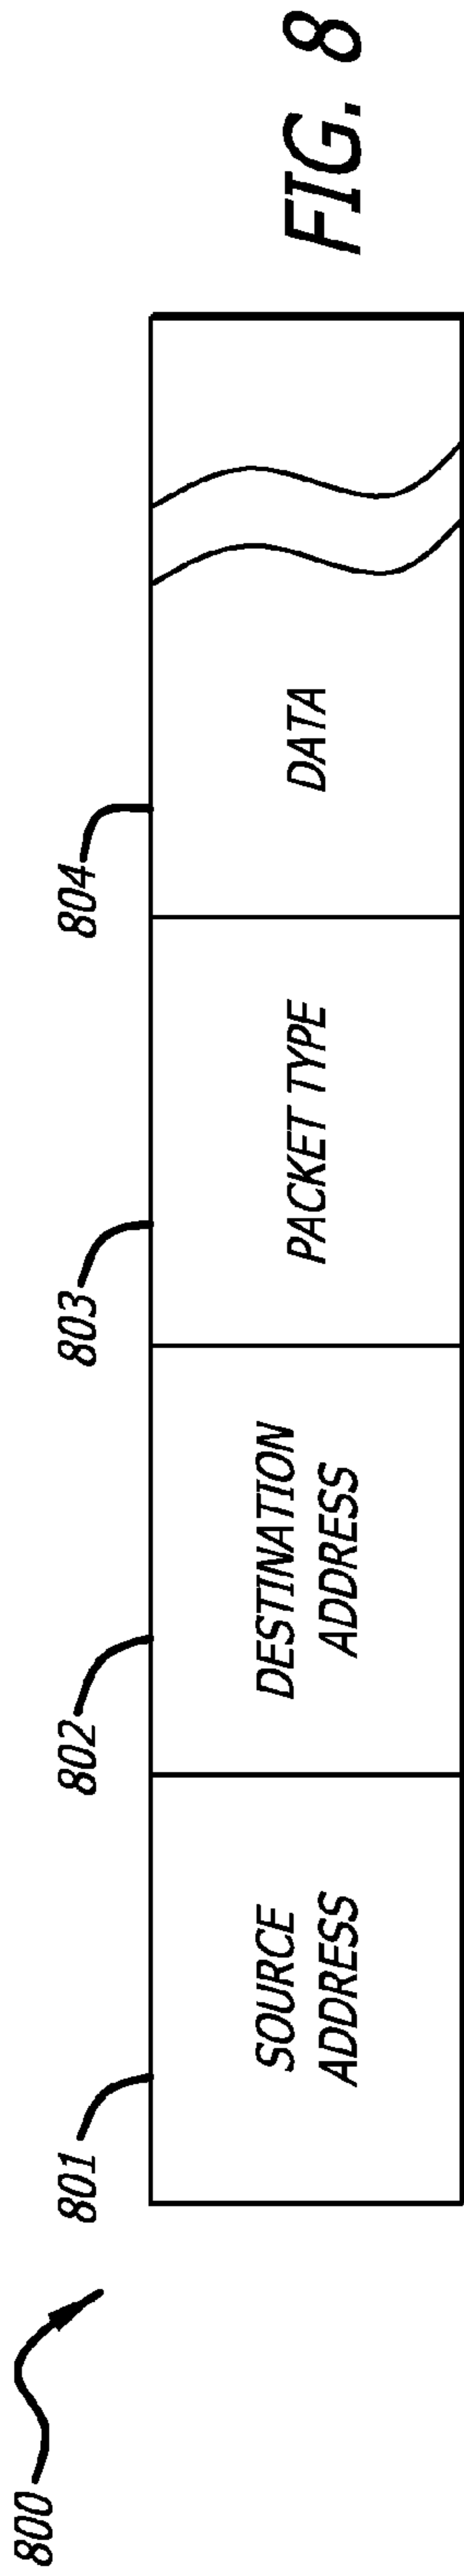 800
801
802
803
804
SOURCE
ADDRESS
DESTINATION
ADDRESS
PACKET TYPE
DATA
FIG. 8